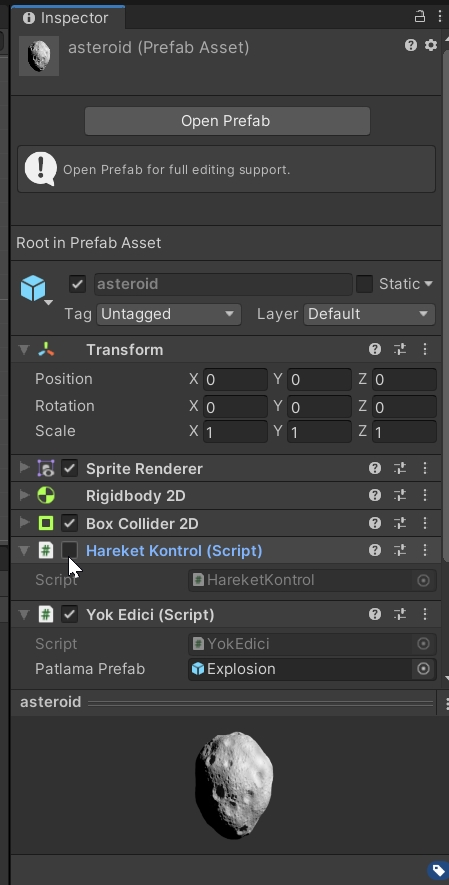 Inspector
asteroid (Prefab Asset)
Open Prefab
Open Prefab for full editing support.
Root in Prefab Asset
asteroid Static
Tag Untagged Layer Default
Transform
Position X 0 Y 0 Z 0
Rotation X 0 Y 0 Z 0
Scale X 1 Y 1 Z 1
Sprite Renderer
Rigidbody 2D
Box Collider 2D
# Hareket Kontrol (Script)
Script # HareketKontrol
# Yok Edici (Script)
Script # YokEdici
Patlama Prefab Explosion
asteroid